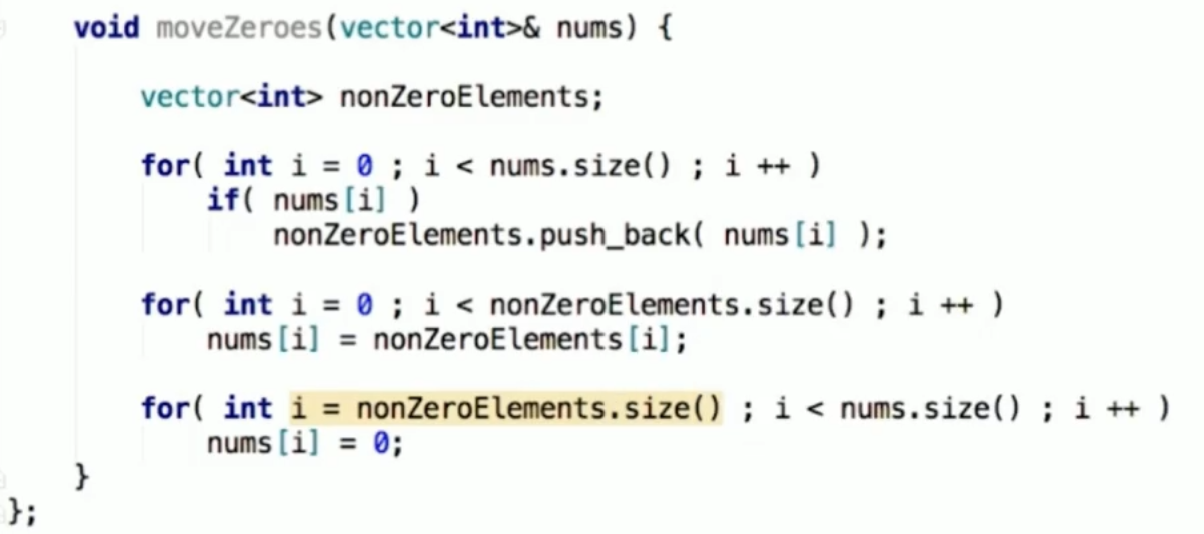 void moveZeroes(vector<int>& nums) {
vector<int> nonZeroElements;
for( int i = 0 ; i < nums.size() ; i ++ )
if( nums[i] )
nonZeroElements.push_back( nums[i] );
for( int i = 0 ; i < nonZeroElements.size() ; i ++ )
nums[i] = nonZeroElements[i];
for( int i = nonZeroElements.size() ; i < nums.size() ; i ++ )
nums[i] = 0;
}
};